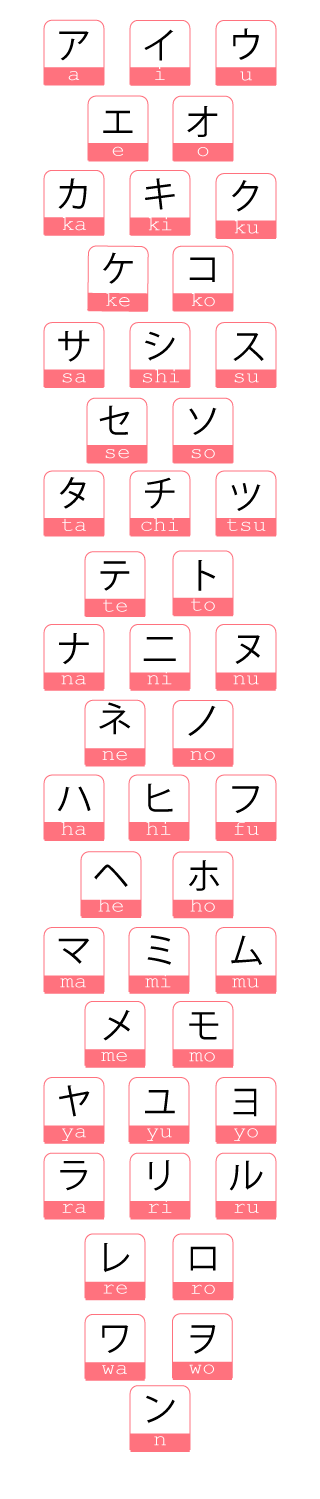 ア イ ウ
a i u
エ オ
e o
カ キ ク
ka ki ku
ケ コ
ke ko
サ シ ス
sa shi su
セ ソ
se so
タ チ ツ
ta chi tsu
テ ト
te to
ナ ニ ヌ
na ni nu
ネ ノ
ne no
ハ ヒ フ
ha hi fu
ヘ ホ
he ho
マ ミ ム
ma mi mu
メ モ
me mo
ヤ ユ ヨ
ya yu yo
ラ リ ル
ra ri ru
レ ロ
re ro
ワ ヲ
wa wo
ン
n